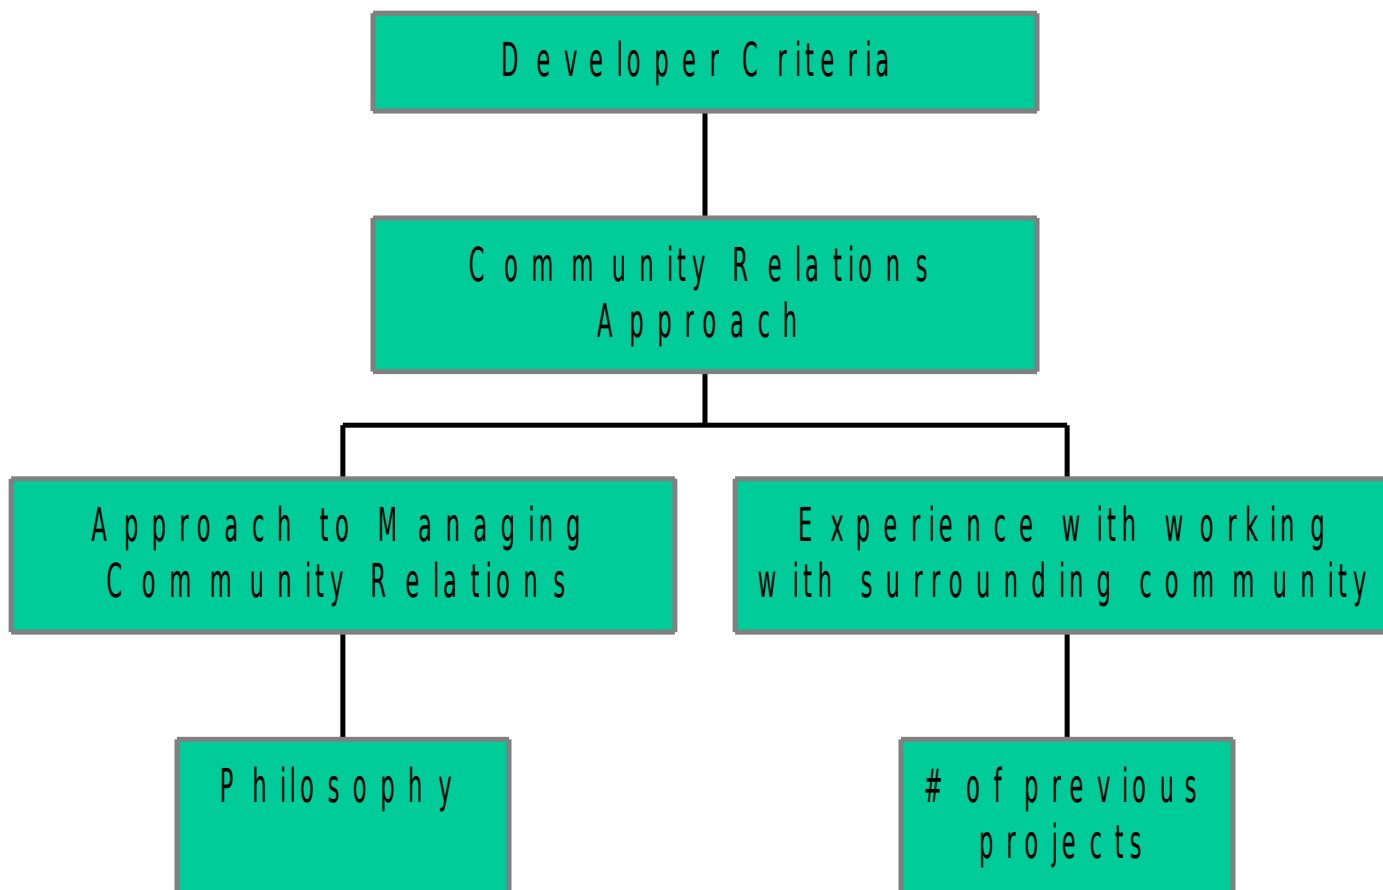 Developer Criteria
Community Relations
Approach
Approach to Managing
Community Relations
Experience with working
with surrounding community
Philosophy
# of previous
projects